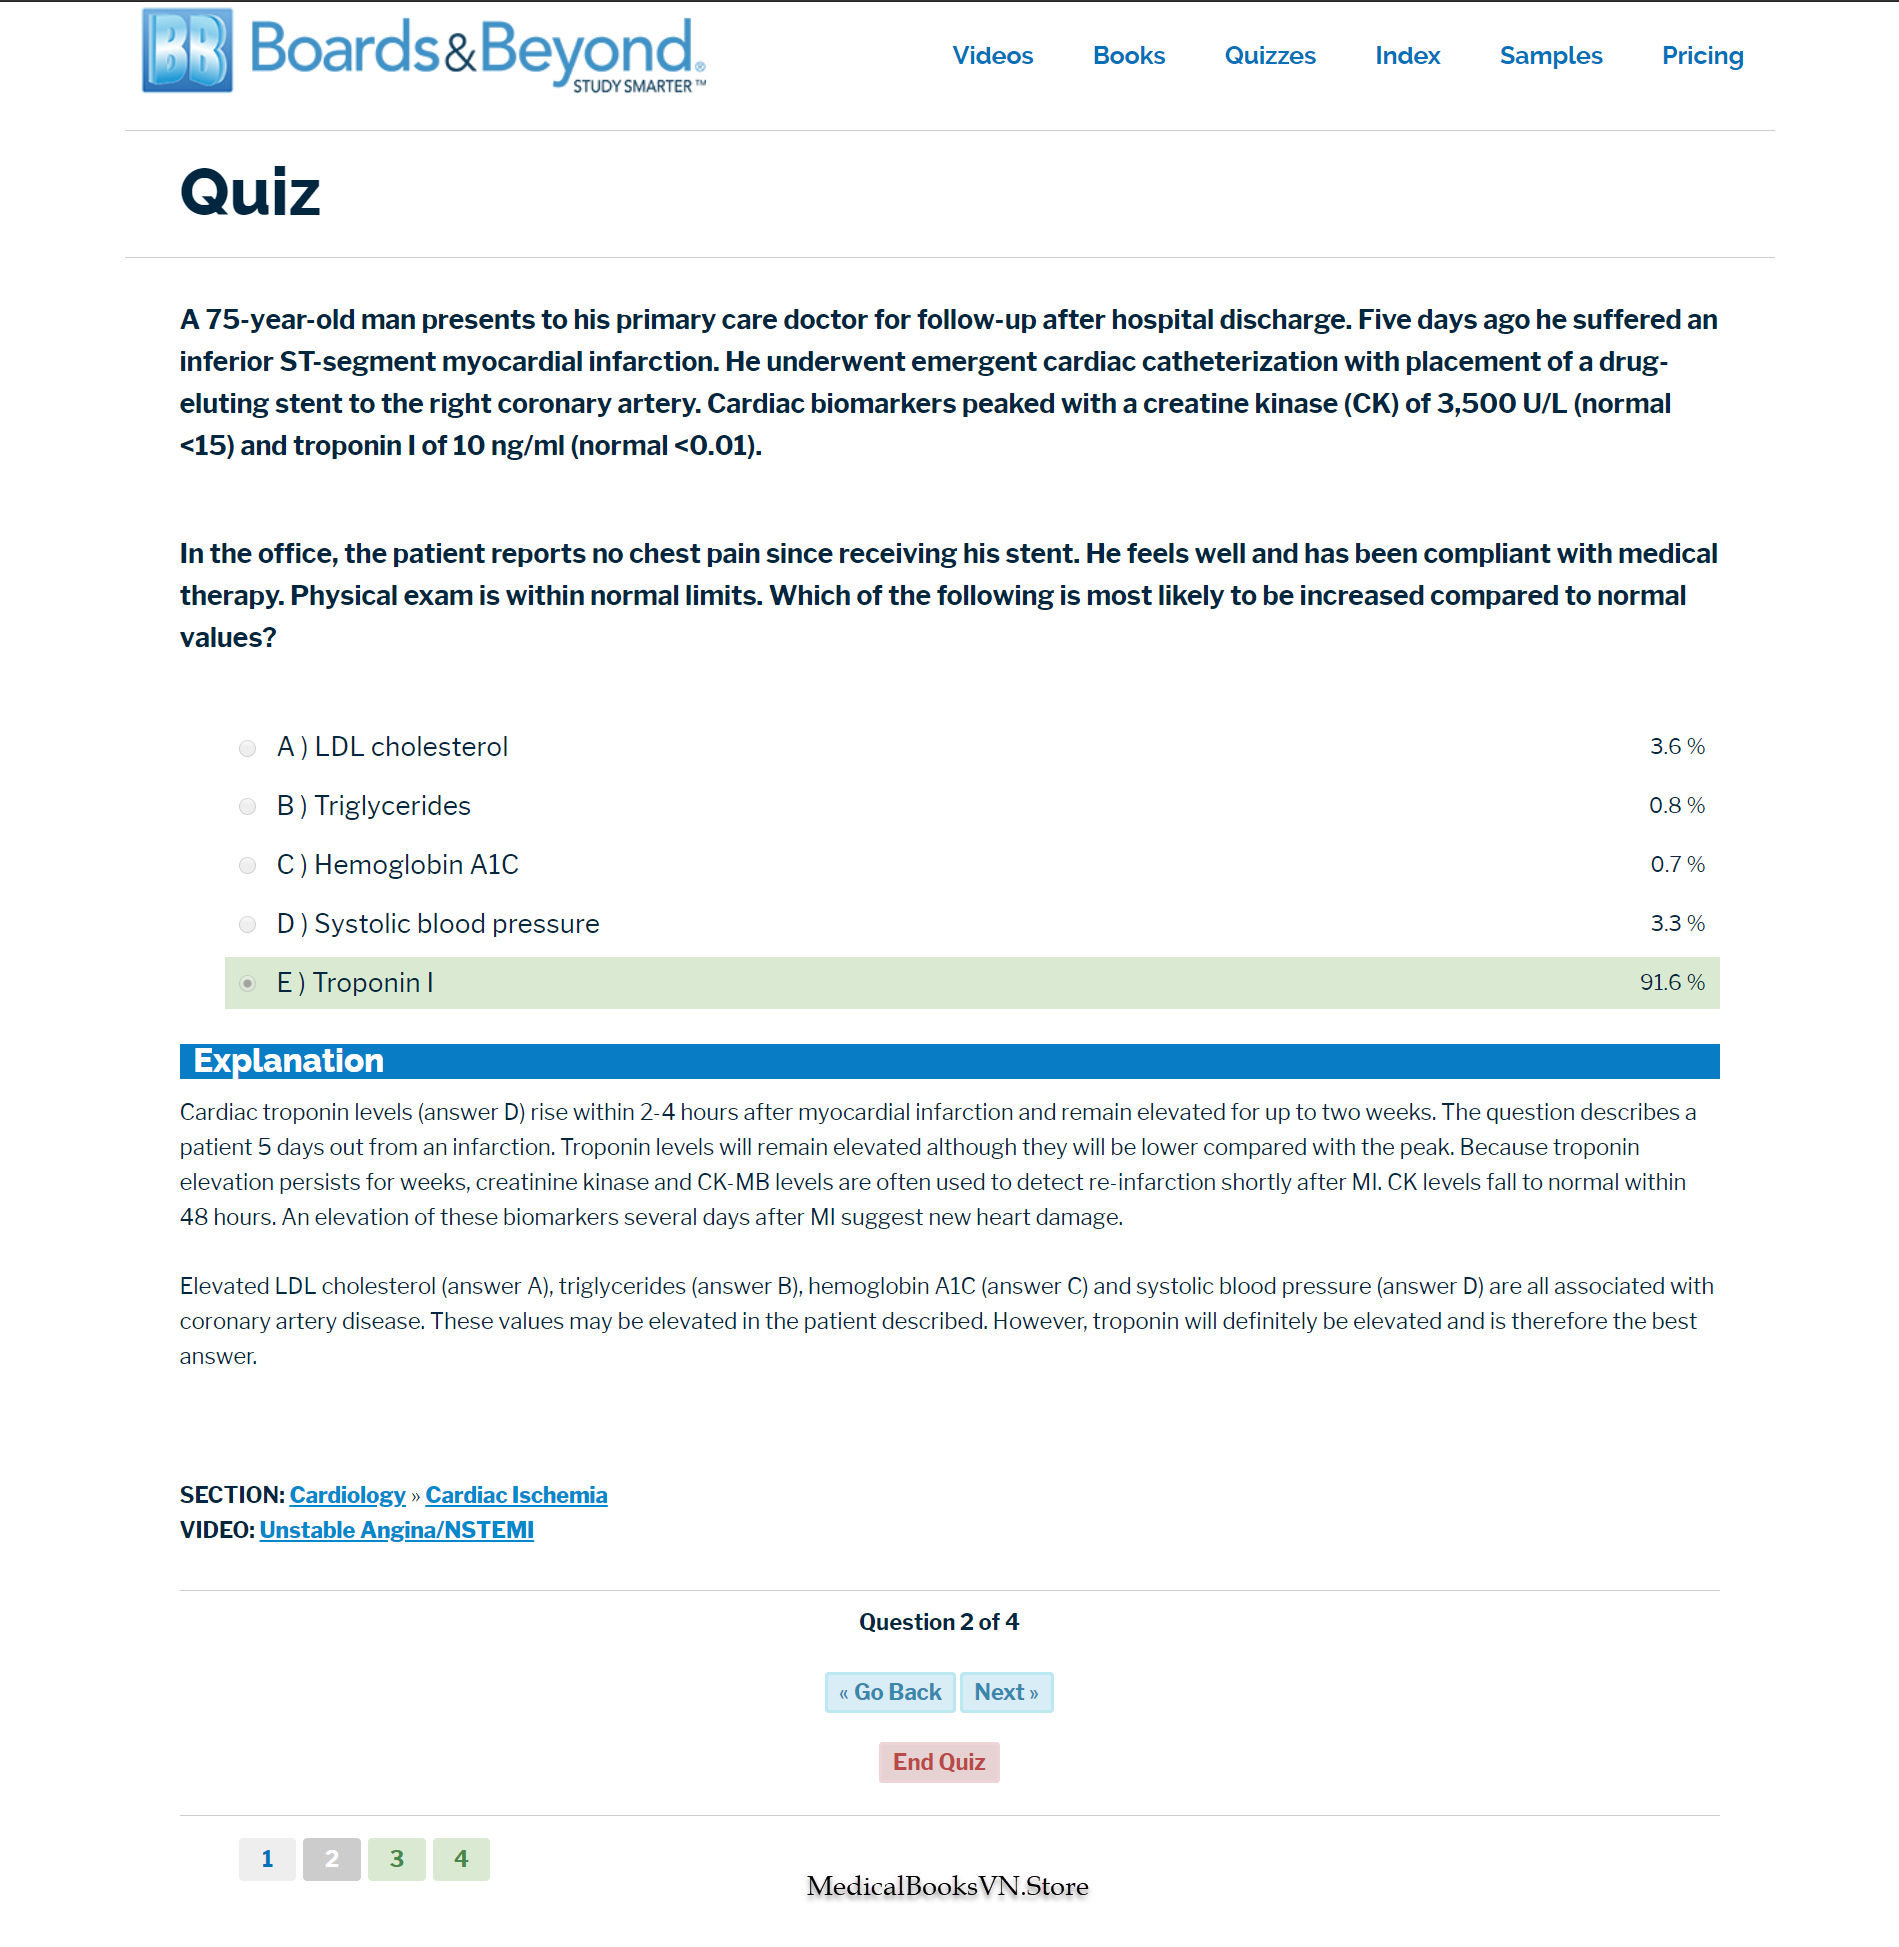 BB Boards&Beyond®
STUDY SMARTER™
Videos Books Quizzes Index Samples Pricing
Quiz
A 75-year-old man presents to his primary care doctor for follow-up after hospital discharge. Five days ago he suffered an
inferior ST-segment myocardial infarction. He underwent emergent cardiac catheterization with placement of a drug-
eluting stent to the right coronary artery. Cardiac biomarkers peaked with a creatine kinase (CK) of 3,500 U/L (normal
<15) and troponin I of 10 ng/ml (normal <0.01).
In the office, the patient reports no chest pain since receiving his stent. He feels well and has been compliant with medical
therapy. Physical exam is within normal limits. Which of the following is most likely to be increased compared to normal
values?
A ) LDL cholesterol 3.6 %
B ) Triglycerides 0.8 %
C ) Hemoglobin A1C 0.7 %
D ) Systolic blood pressure 3.3 %
E ) Troponin I 91.6 %
Explanation
Cardiac troponin levels (answer D) rise within 2-4 hours after myocardial infarction and remain elevated for up to two weeks. The question describes a
patient 5 days out from an infarction. Troponin levels will remain elevated although they will be lower compared with the peak. Because troponin
elevation persists for weeks, creatinine kinase and CK-MB levels are often used to detect re-infarction shortly after MI. CK levels fall to normal within
48 hours. An elevation of these biomarkers several days after MI suggest new heart damage.
Elevated LDL cholesterol (answer A), triglycerides (answer B), hemoglobin A1C (answer C) and systolic blood pressure (answer D) are all associated with
coronary artery disease. These values may be elevated in the patient described. However, troponin will definitely be elevated and is therefore the best
answer.
SECTION: Cardiology » Cardiac Ischemia
VIDEO: Unstable Angina/NSTEMI
Question 2 of 4
« Go Back Next »
End Quiz
1 2 3 4
MedicalBooksVN.Store